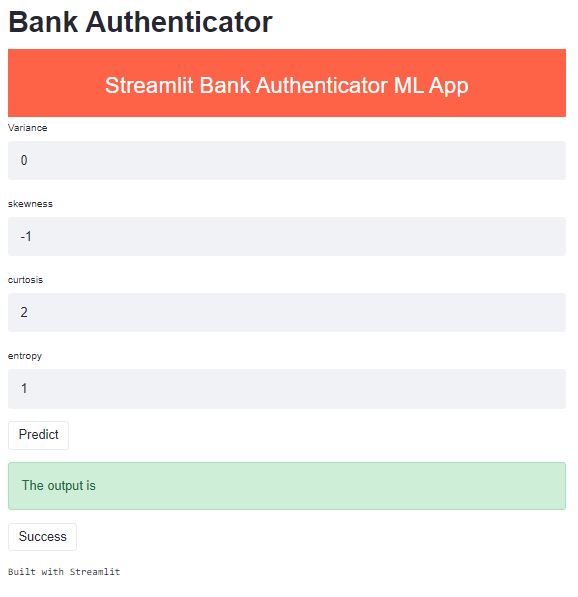 Bank Authenticator
Streamlit Bank Authenticator ML App
Variance
0
skewness
-1
curtosis
2
entropy
1
Predict
The output is
Success
Built with Streamlit